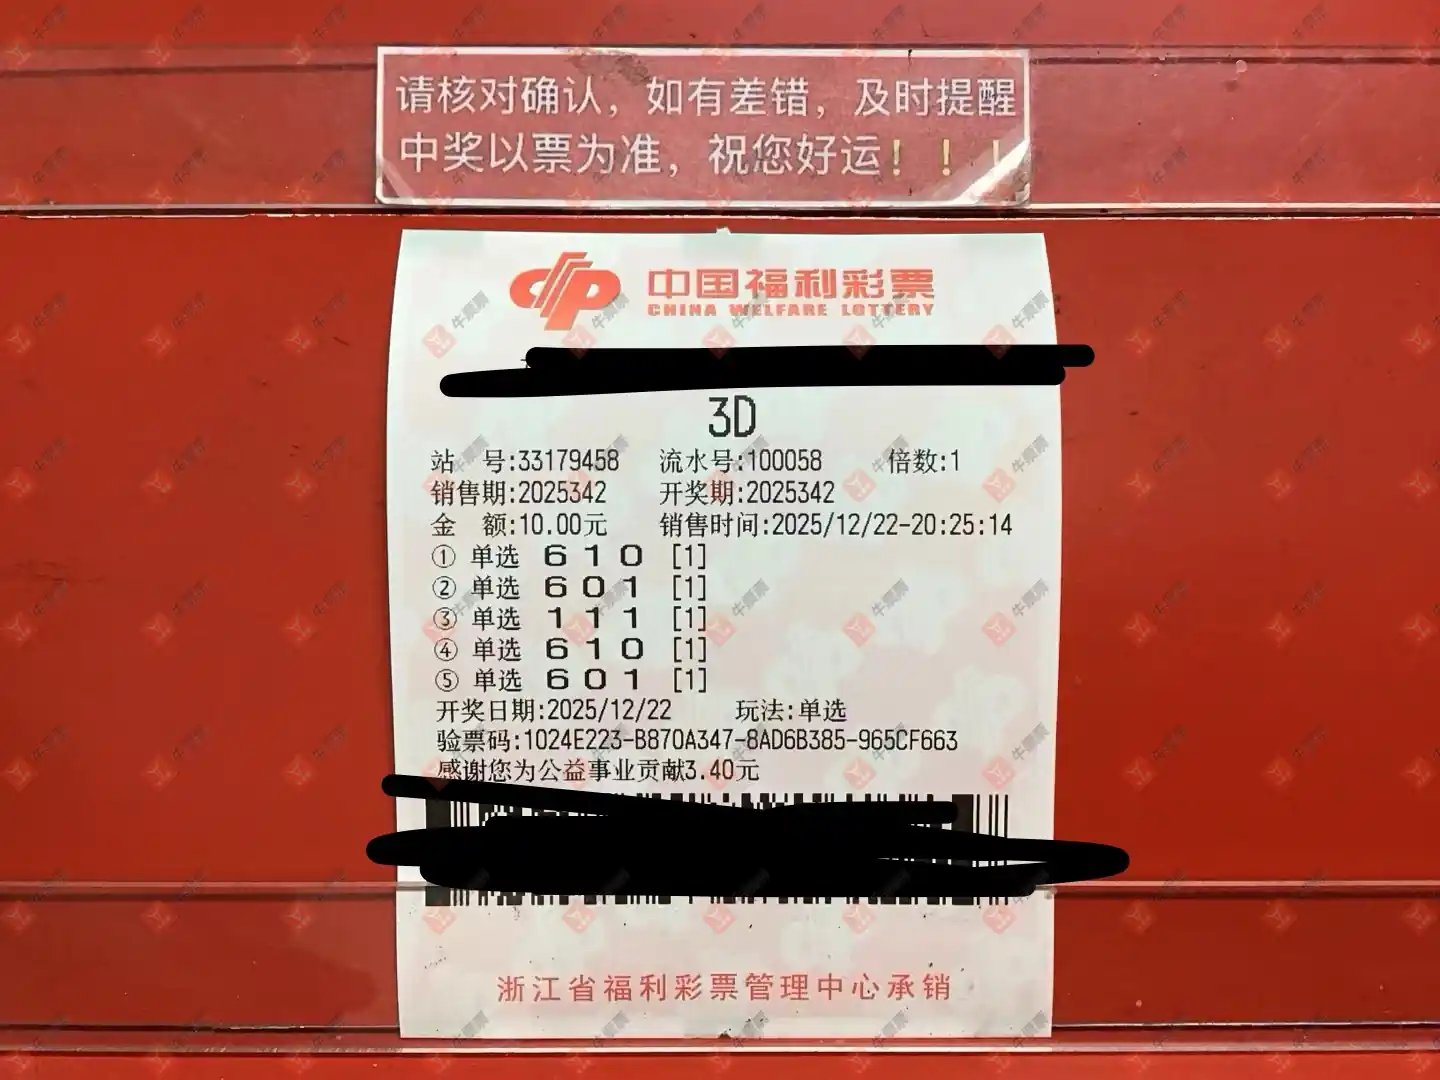 请核对确认，如有差错，及时提醒
中奖以票为准，祝您好运！！！
中国福利彩票
CHINA WELFARE LOTTERY
3D
站 号:33179458 流水号:100058 倍数:1
销售期:2025342 开奖期:2025342
金 额:10.00元 销售时间:2025/12/22-20:25:14
① 单选 6 1 0 [1]
② 单选 6 0 1 [1]
③ 单选 1 1 1 [1]
④ 单选 6 1 0 [1]
⑤ 单选 6 0 1 [1]
开奖日期:2025/12/22 玩法:单选
验票码:1024E223-B870A347-8AD6B385-965CF663
感谢您为公益事业贡献3.40元
浙江省福利彩票管理中心承销